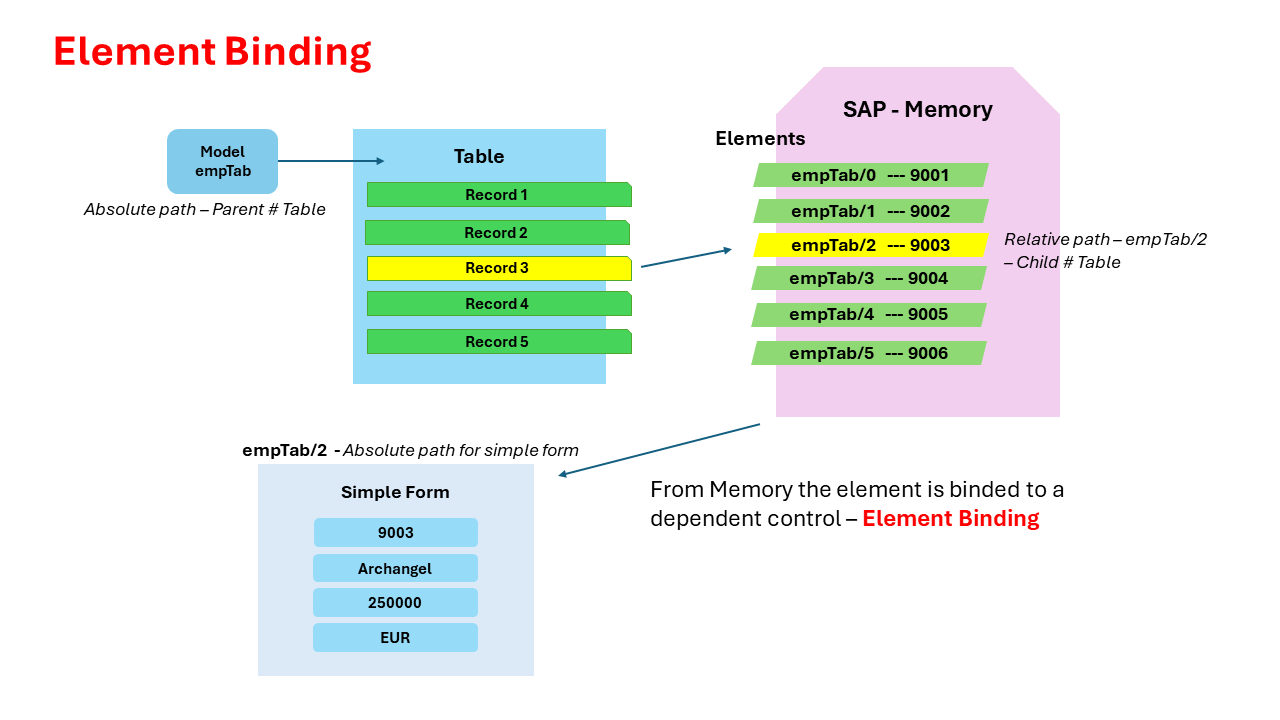 Element Binding
Model
empTab
Absolute path – Parent # Table
Table
Record 1
Record 2
Record 3
Record 4
Record 5
SAP - Memory
Elements
empTab/0 --- 9001
empTab/1 --- 9002
empTab/2 --- 9003
empTab/3 --- 9004
empTab/4 --- 9005
empTab/5 --- 9006
Relative path – empTab/2
– Child # Table
empTab/2 - Absolute path for simple form
Simple Form
9003
Archangel
250000
EUR
From Memory the element is binded to a
dependent control – Element Binding